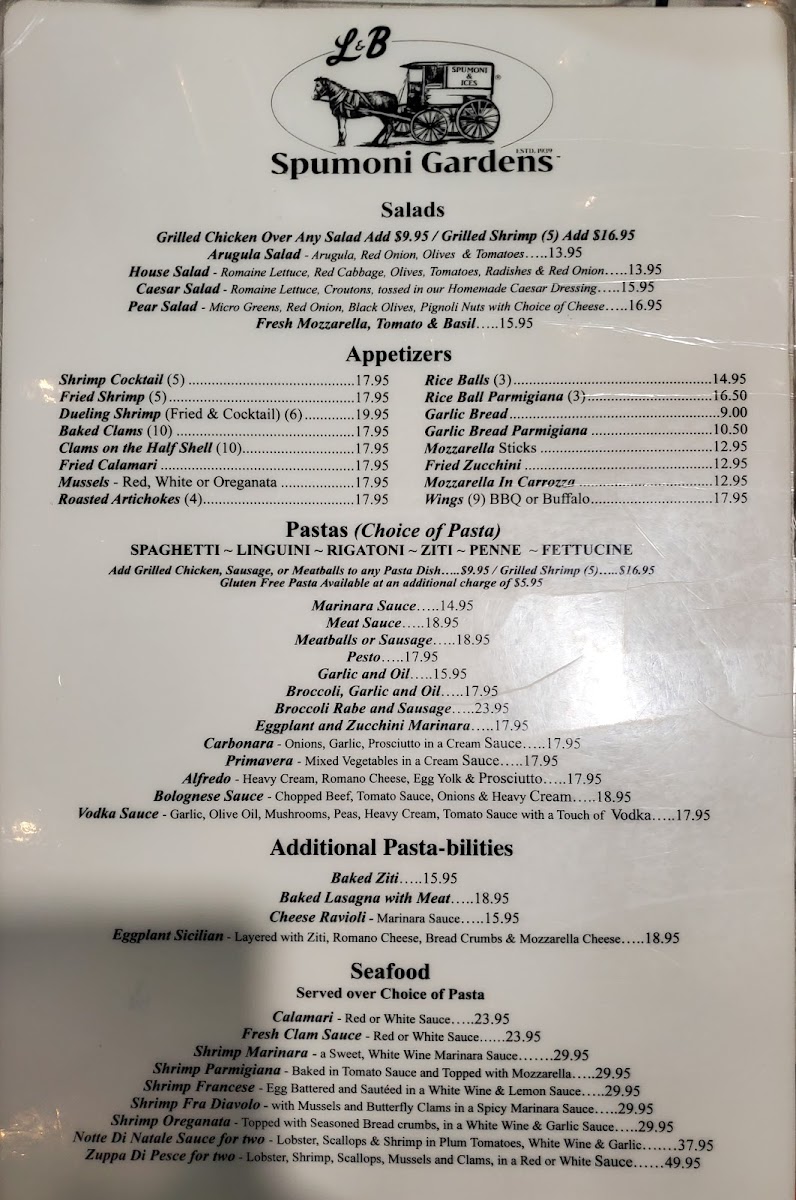 L&B
SPUMONI
&
ICES
®
ESTD. 1939
Spumoni Gardens™
Salads
Grilled Chicken Over Any Salad Add $9.95 / Grilled Shrimp (5) Add $16.95
Arugula Salad - Arugula, Red Onion, Olives & Tomatoes.....13.95
House Salad - Romaine Lettuce, Red Cabbage, Olives, Tomatoes, Radishes & Red Onion.....13.95
Caesar Salad - Romaine Lettuce, Croutons, tossed in our Homemade Caesar Dressing.....15.95
Pear Salad - Micro Greens, Red Onion, Black Olives, Pignoli Nuts with Choice of Cheese.....16.95
Fresh Mozzarella, Tomato & Basil.....15.95
Appetizers
Shrimp Cocktail (5) ..........17.95
Fried Shrimp (5)..........17.95
Dueling Shrimp (Fried & Cocktail) (6)..........19.95
Baked Clams (10) ..........17.95
Clams on the Half Shell (10)..........17.95
Fried Calamari ..........17.95
Mussels - Red, White or Oreganata ..........17.95
Roasted Artichokes (4)..........17.95
Rice Balls (3)..........14.95
Rice Ball Parmigiana (3)..........16.50
Garlic Bread..........9.00
Garlic Bread Parmigiana ..........10.50
Mozzarella Sticks ..........12.95
Fried Zucchini ..........12.95
Mozzarella In Carrozza ..........12.95
Wings (9) BBQ or Buffalo..........17.95
Pastas (Choice of Pasta)
SPAGHETTI ~ LINGUINI ~ RIGATONI ~ ZITI ~ PENNE ~ FETTUCINE
Add Grilled Chicken, Sausage, or Meatballs to any Pasta Dish.....$9.95 / Grilled Shrimp (5).....$16.95
Gluten Free Pasta Available at an additional charge of $5.95
Marinara Sauce.....14.95
Meat Sauce.....18.95
Meatballs or Sausage.....18.95
Pesto.....17.95
Garlic and Oil.....15.95
Broccoli, Garlic and Oil.....17.95
Broccoli Rabe and Sausage.....23.95
Eggplant and Zucchini Marinara.....17.95
Carbonara - Onions, Garlic, Prosciutto in a Cream Sauce.....17.95
Primavera - Mixed Vegetables in a Cream Sauce.....17.95
Alfredo - Heavy Cream, Romano Cheese, Egg Yolk & Prosciutto.....17.95
Bolognese Sauce - Chopped Beef, Tomato Sauce, Onions & Heavy Cream.....18.95
Vodka Sauce - Garlic, Olive Oil, Mushrooms, Peas, Heavy Cream, Tomato Sauce with a Touch of Vodka.....17.95
Additional Pasta-bilities
Baked Ziti.....15.95
Baked Lasagna with Meat.....18.95
Cheese Ravioli - Marinara Sauce.....15.95
Eggplant Sicilian - Layered with Ziti, Romano Cheese, Bread Crumbs & Mozzarella Cheese.....18.95
Seafood
Served over Choice of Pasta
Calamari - Red or White Sauce.....23.95
Fresh Clam Sauce - Red or White Sauce......23.95
Shrimp Marinara - a Sweet, White Wine Marinara Sauce.......29.95
Shrimp Parmigiana - Baked in Tomato Sauce and Topped with Mozzarella.....29.95
Shrimp Francese - Egg Battered and Sautéed in a White Wine & Lemon Sauce.....29.95
Shrimp Fra Diavolo - with Mussels and Butterfly Clams in a Spicy Marinara Sauce.....29.95
Shrimp Oreganata - Topped with Seasoned Bread crumbs, in a White Wine & Garlic Sauce.....29.95
Notte Di Natale Sauce for two - Lobster, Scallops & Shrimp in Plum Tomatoes, White Wine & Garlic.......37.95
Zuppa Di Pesce for two - Lobster, Shrimp, Scallops, Mussels and Clams, in a Red or White Sauce......49.95